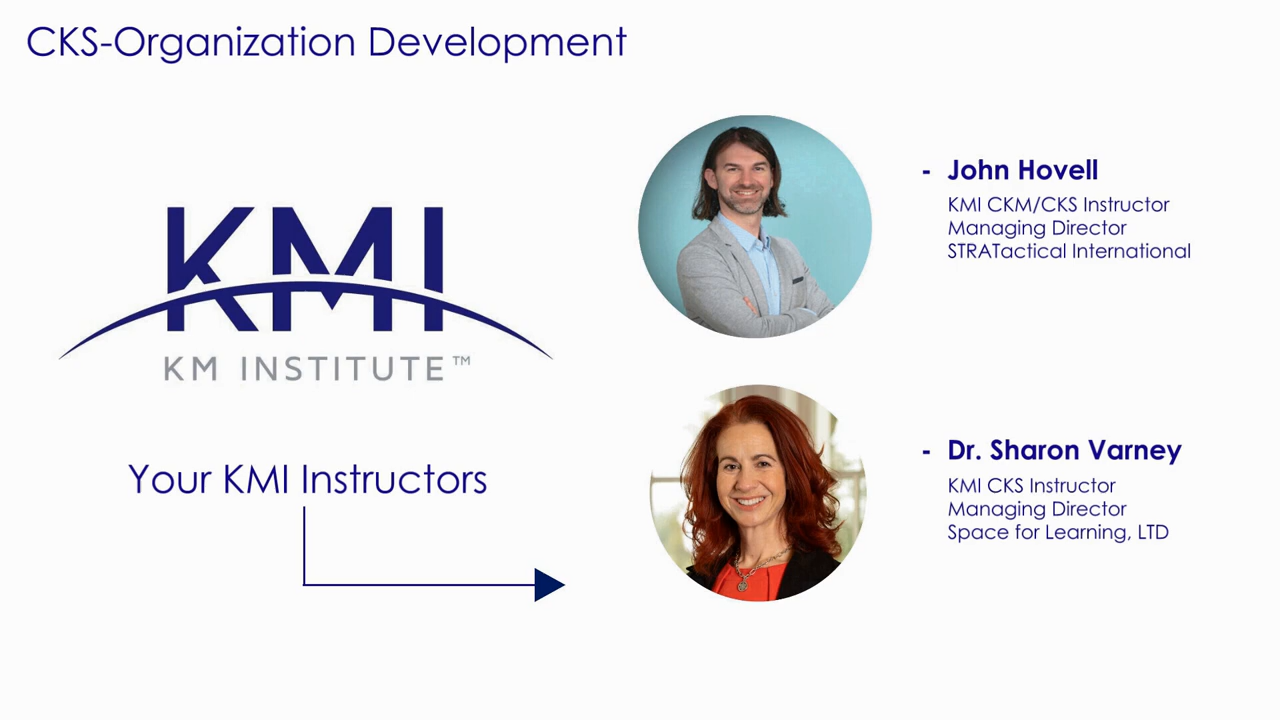 CKS-Organization Development
KMI
KM INSTITUTE™
Your KMI Instructors
- John Hovell
KMI CKM/CKS Instructor
Managing Director
STRATactical International
- Dr. Sharon Varney
KMI CKS Instructor
Managing Director
Space for Learning, LTD